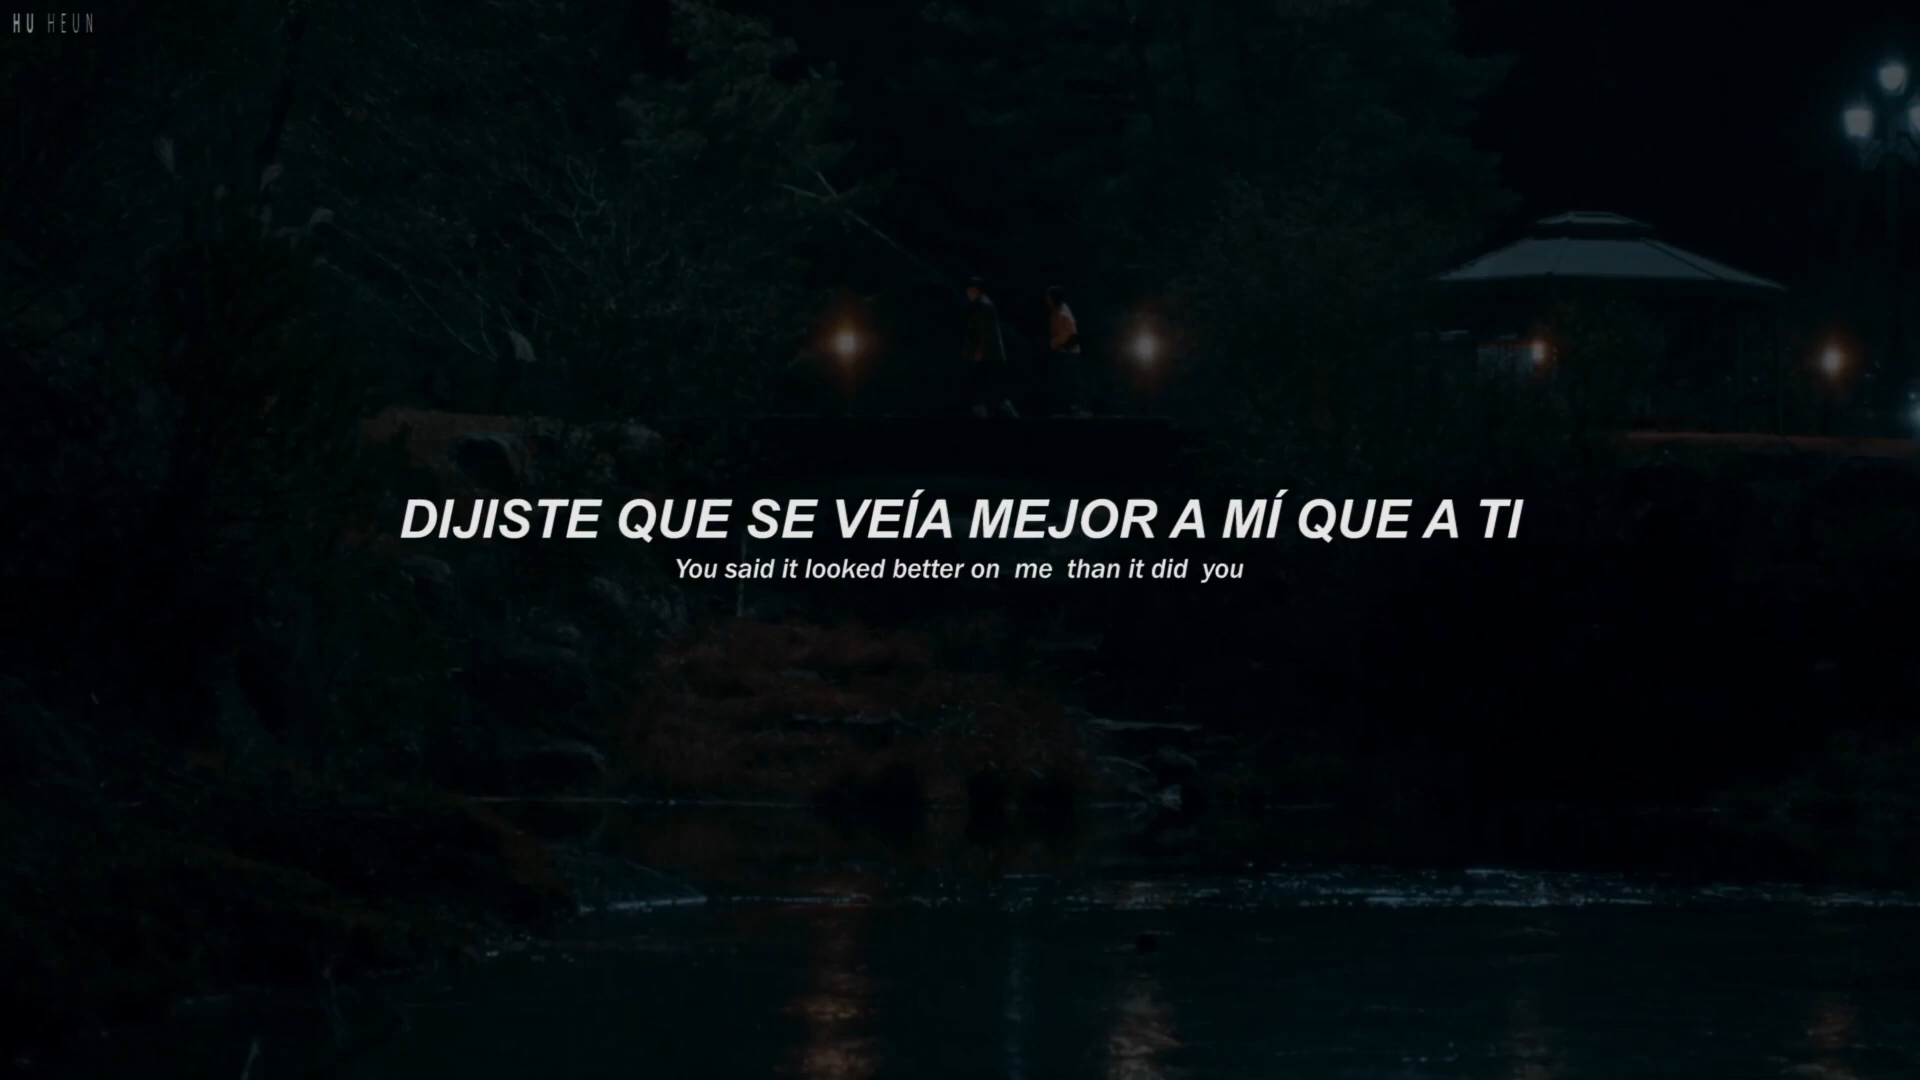 HU HEUN
DIJISTE QUE SE VEÍA MEJOR A MÍ QUE A TI
You said it looked better on me than it did you